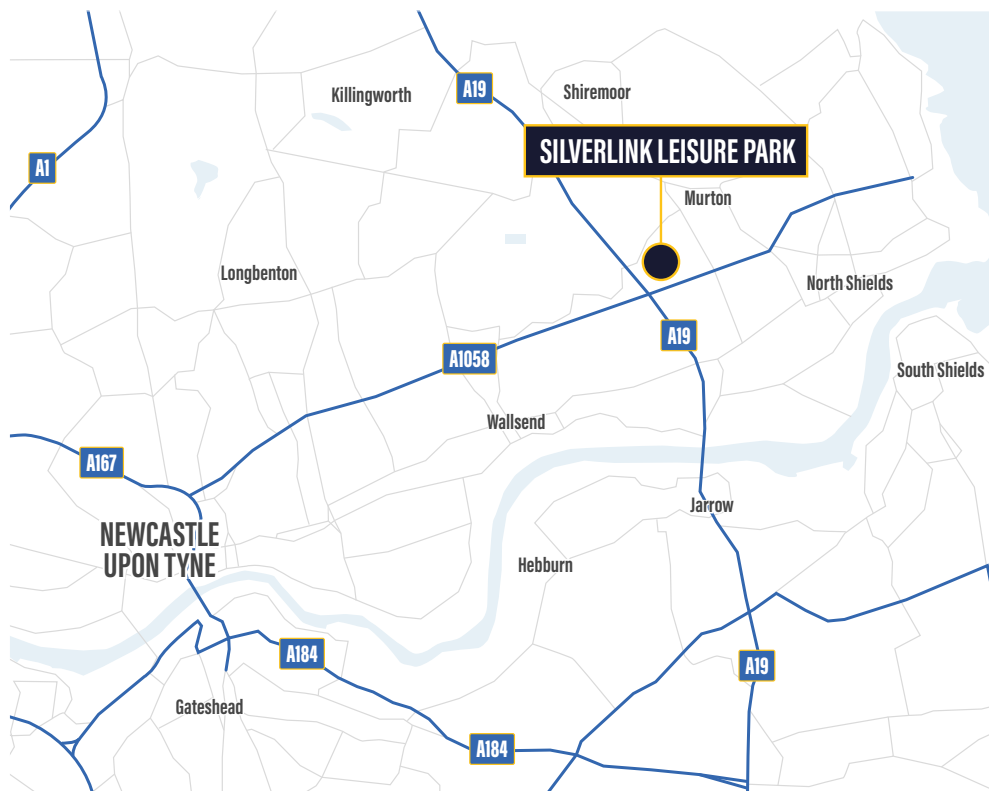 Killingworth
A19
Shiremoor
SILVERLINK LEISURE PARK
A1
Murton
Longbenton
North Shields
A19
A1058
South Shields
Wallsend
A167
Jarrow
NEWCASTLE
UPON TYNE
Hebburn
A184
A19
Gateshead
A184